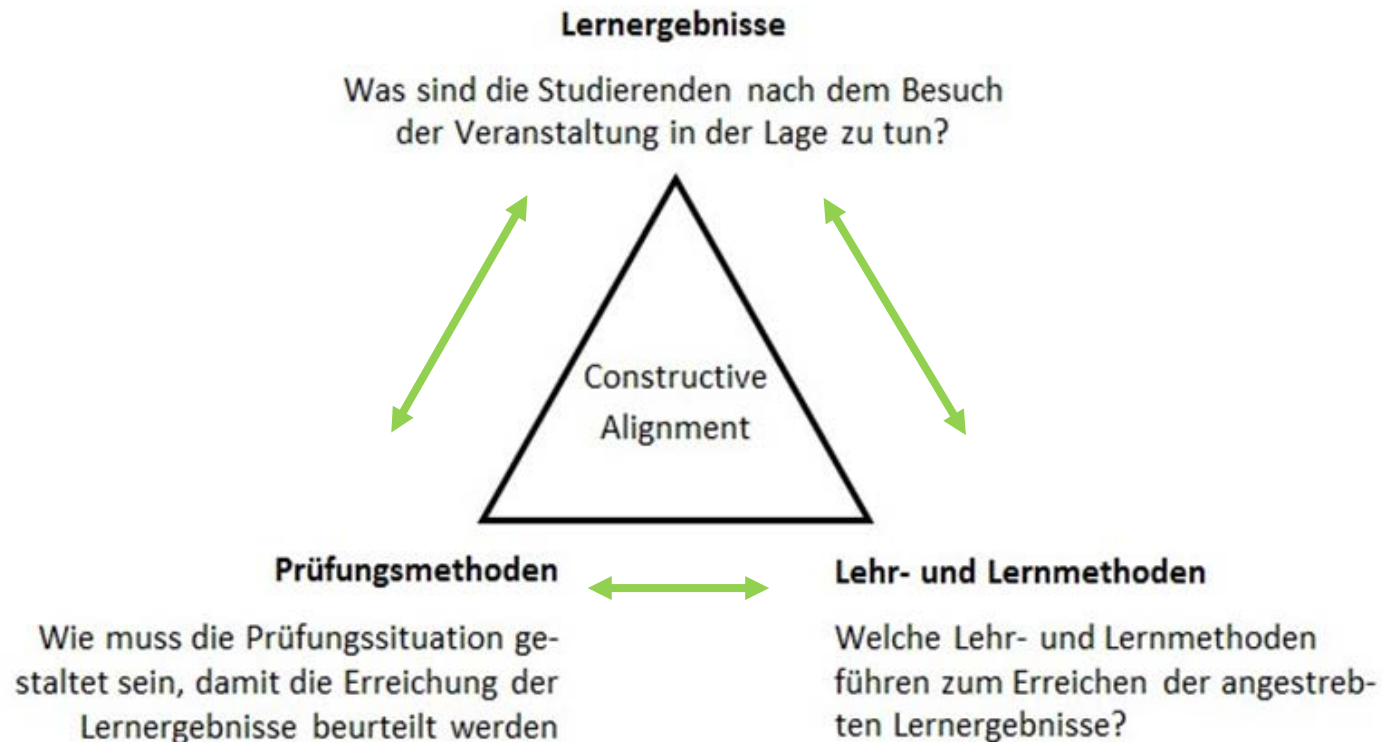 Lernergebnisse
Was sind die Studierenden nach dem Besuch
der Veranstaltung in der Lage zu tun?
Constructive
Alignment
Prüfungsmethoden
Wie muss die Prüfungssituation ge-
staltet sein, damit die Erreichung der
Lernergebnisse beurteilt werden
Lehr- und Lernmethoden
Welche Lehr- und Lernmethoden
führen zum Erreichen der angestreb-
ten Lernergebnisse?